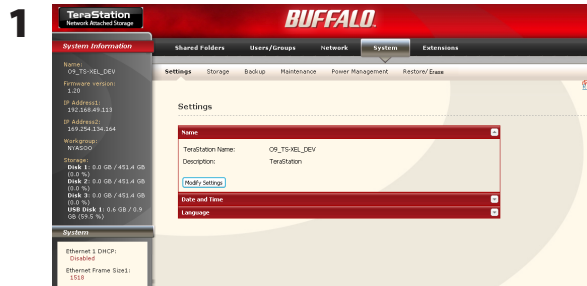 1
TeraStation
Network Attached Storage
BUFFALO
System Information
Name:
O9_TS-XEL_DEV
Firmware version:
1.20
IP Address1:
192.168.49.113
IP Address2:
169.254.134.164
Workgroup:
NYASOO
Storage:
Disk 1: 0.0 GB / 451.4 GB
(0.0 %)
Disk 2: 0.0 GB / 451.4 GB
(0.0 %)
Disk 3: 0.0 GB / 451.4 GB
(0.0 %)
USB Disk 1: 0.6 GB / 0.9
GB (59.5 %)
System
Ethernet 1 DHCP:
Disabled
Ethernet Frame Size1:
1518
Shared Folders Users/Groups Network System Extensions
Settings Storage Backup Maintenance Power Management Restore/Erase
Settings
Name
TeraStation Name: O9_TS-XEL_DEV
Description: TeraStation
Modify Settings
Date and Time
Language